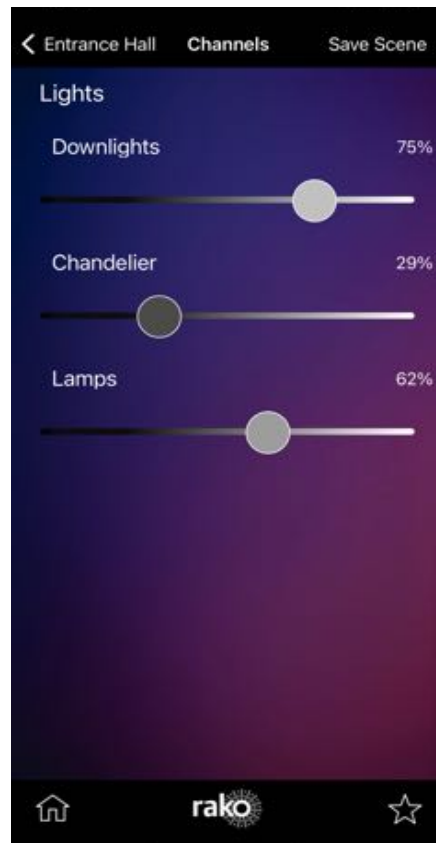 Entrance Hall Channels Save Scene
Lights
Downlights 75%
Chandelier 29%
Lamps 62%
rako